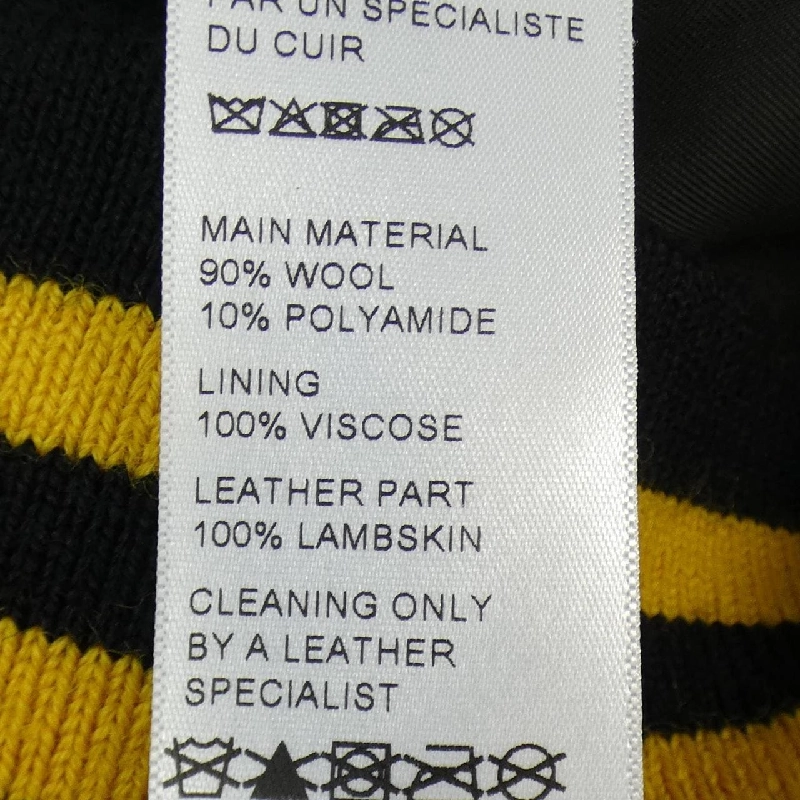 PAR UN SPECIALISTE
DU CUIR
MAIN MATERIAL
90% WOOL
10% POLYAMIDE
LINING
100% VISCOSE
LEATHER PART
100% LAMBSKIN
CLEANING ONLY
BY A LEATHER
SPECIALIST